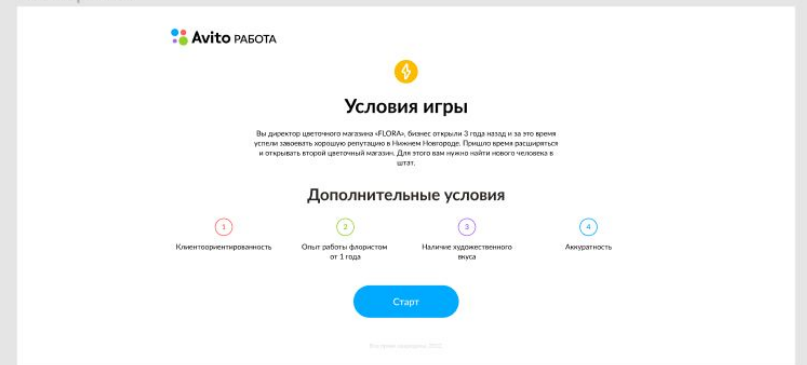 Avito РАБОТА
Условия игры
Вы директор цветочного магазина «FLORA», бизнес открыли 3 года назад и за это время
успели завоевать хорошую репутацию в Нижнем Новгороде. Пришло время расширяться
и открывать второй цветочный магазин. Для этого вам нужно найти нового человека в
штат.
Дополнительные условия
1 2 3 4
Клиентоориентированность Опыт работы флористом Наличие художественного Аккуратность
от 1 года вкуса
Старт